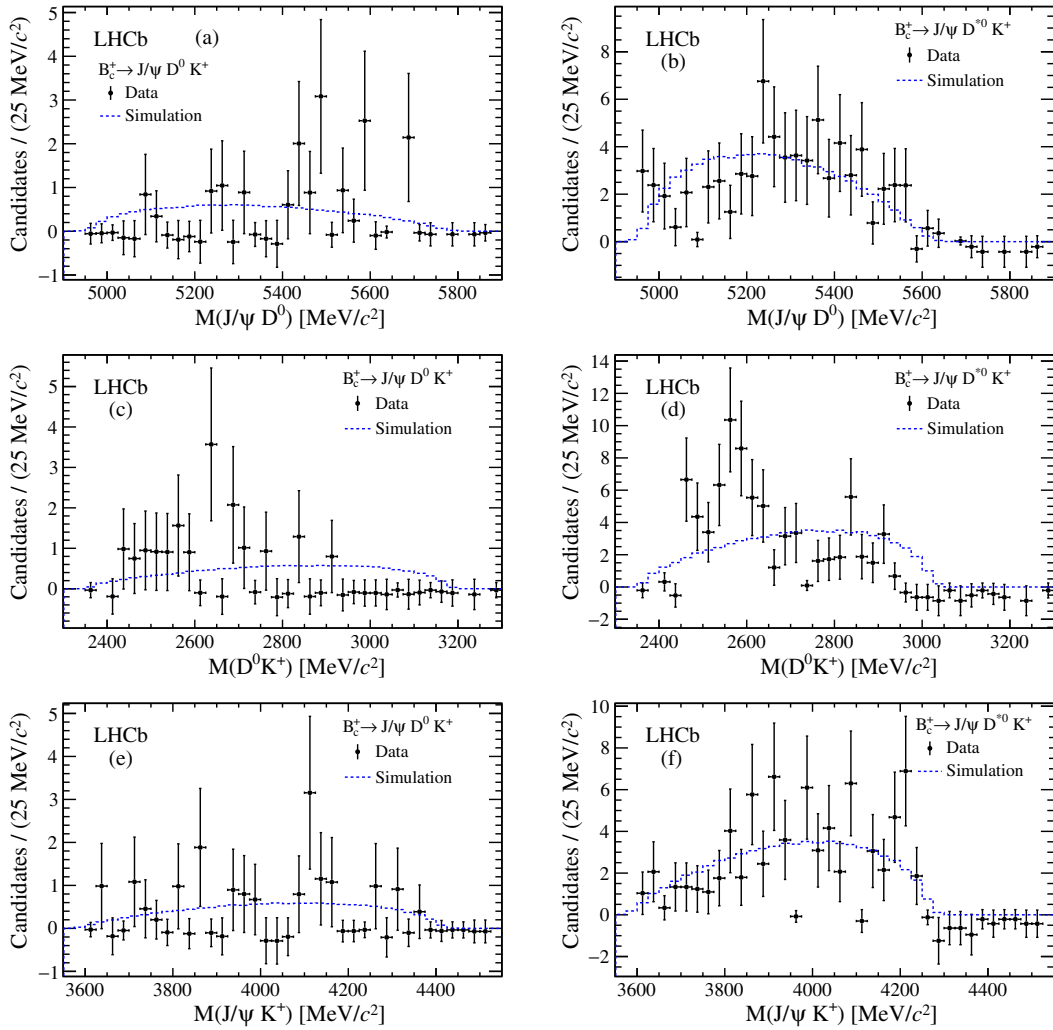 LHCb
(a)
B_c^+ → J/ψ D^0 K^+
Data
Simulation
Candidates / (25 MeV/c^2)
5
4
3
2
1
0
−1
5000 5200 5400 5600 5800
M(J/ψ D^0) [MeV/c^2]
LHCb
(b)
B_c^+ → J/ψ D^{*0} K^+
Data
Simulation
Candidates / (25 MeV/c^2)
8
6
4
2
0
−2
5000 5200 5400 5600 5800
M(J/ψ D^0) [MeV/c^2]
LHCb
(c)
B_c^+ → J/ψ D^0 K^+
Data
Simulation
Candidates / (25 MeV/c^2)
5
4
3
2
1
0
2400 2600 2800 3000 3200
M(D^0K^+) [MeV/c^2]
LHCb
(d)
B_c^+ → J/ψ D^{*0} K^+
Data
Simulation
Candidates / (25 MeV/c^2)
14
12
10
8
6
4
2
0
−2
2400 2600 2800 3000 3200
M(D^0K^+) [MeV/c^2]
LHCb
(e)
B_c^+ → J/ψ D^0 K^+
Data
Simulation
Candidates / (25 MeV/c^2)
5
4
3
2
1
0
−1
3600 3800 4000 4200 4400
M(J/ψ K^+) [MeV/c^2]
LHCb
(f)
B_c^+ → J/ψ D^{*0} K^+
Data
Simulation
Candidates / (25 MeV/c^2)
10
8
6
4
2
0
−2
3600 3800 4000 4200 4400
M(J/ψ K^+) [MeV/c^2]